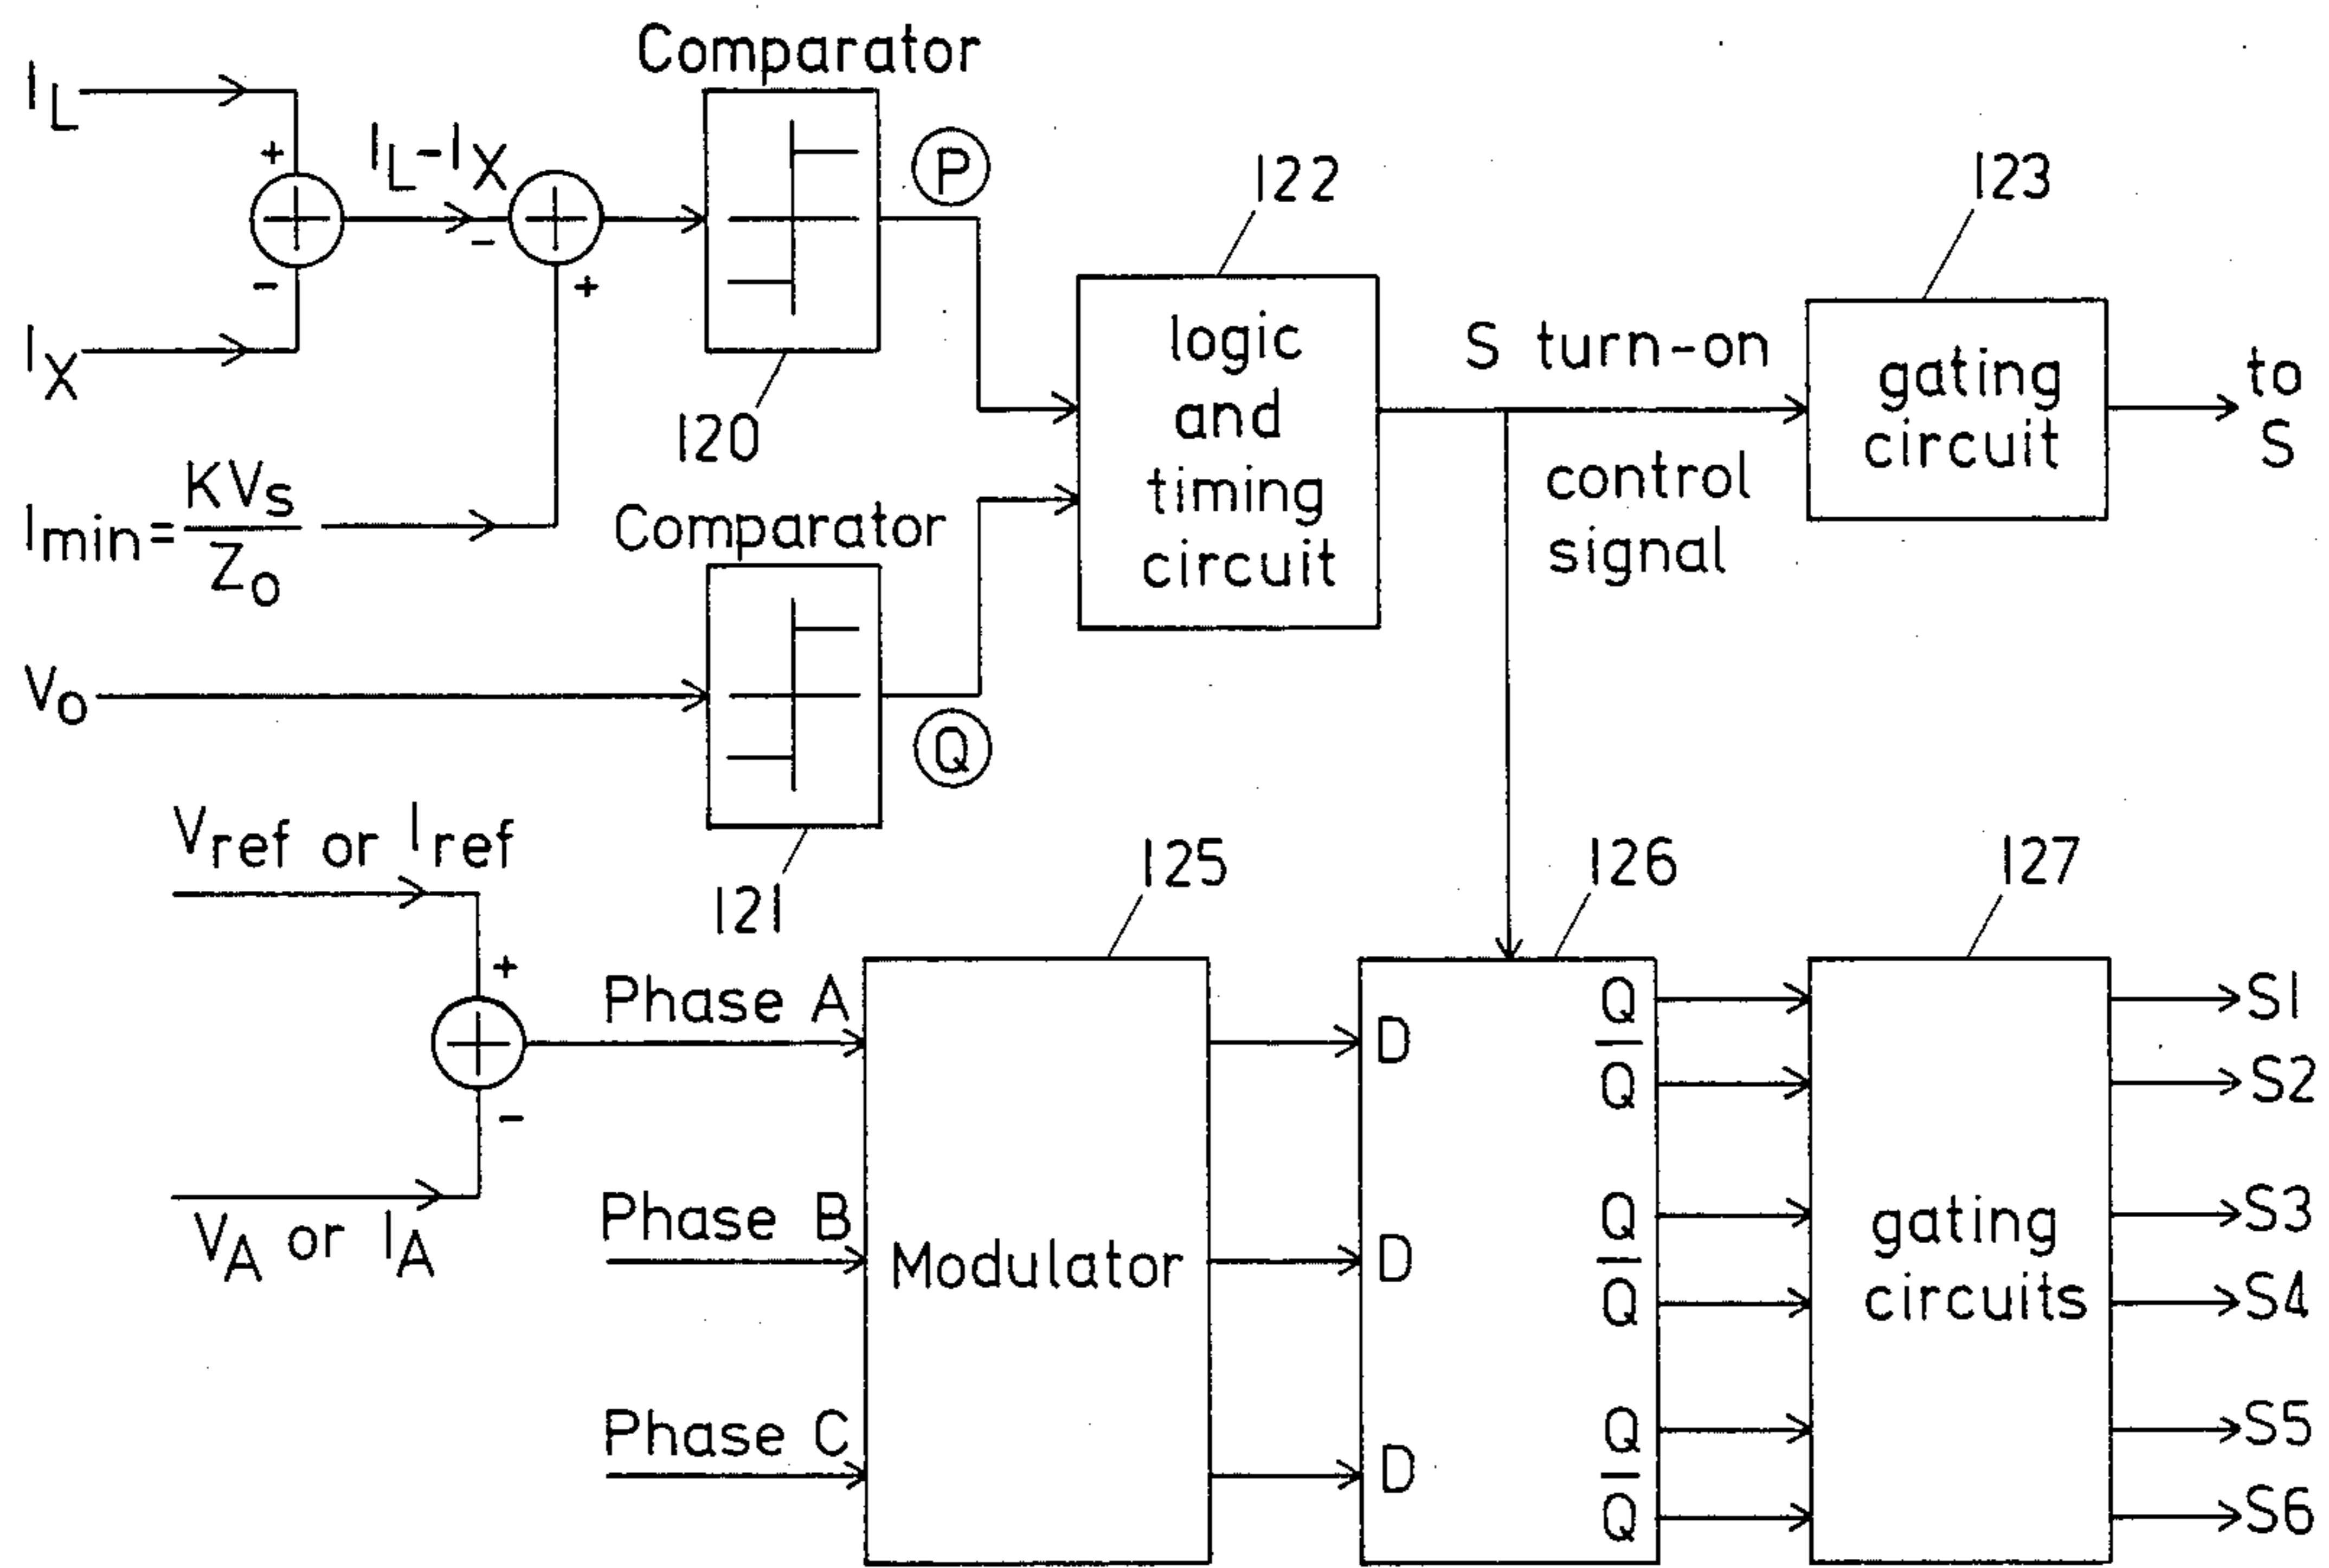 Comparator
I_L
+
I_L-I_X
P
122
123
-
-
+
logic
and
timing
circuit
S turn-on
control
signal
gating
circuit
to
S
I_X
120
I_min = KV_S / Z_O
Comparator
V_O
Q
121
V_ref or I_ref
125
126
127
+
Phase A
-
V_A or I_A
Phase B
Phase C
Modulator
D
D
D
Q
Q̅
Q
Q̅
Q
Q̅
gating
circuits
S1
S2
S3
S4
S5
S6